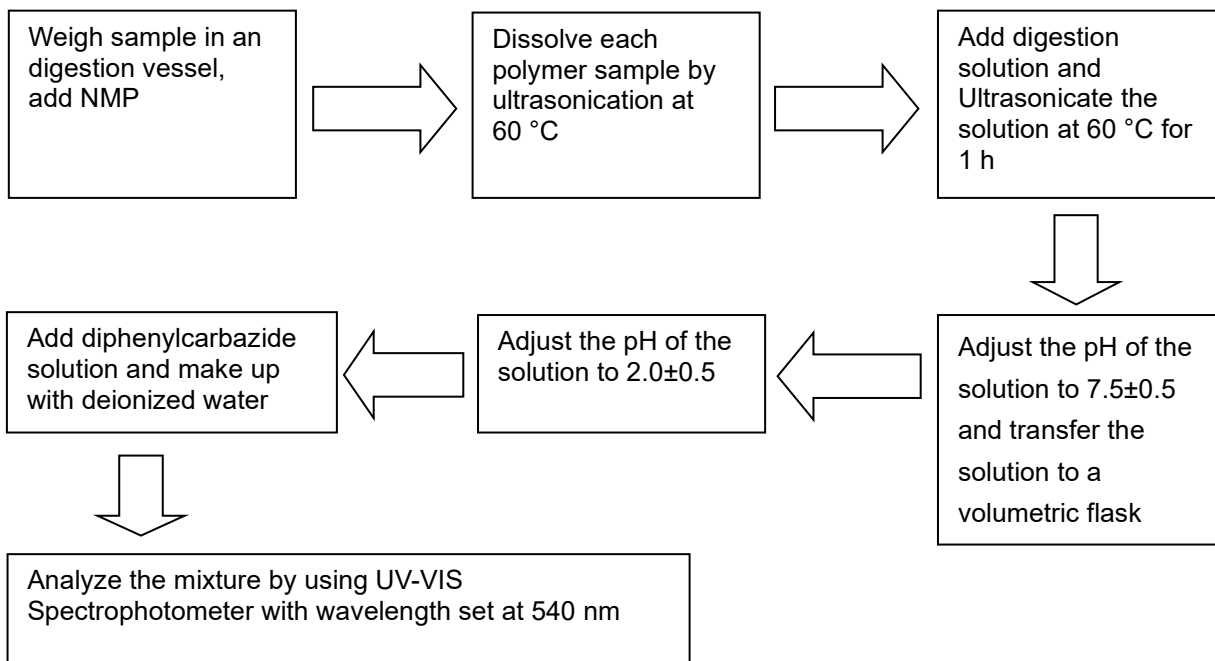 Weigh sample in an
digestion vessel,
add NMP
Dissolve each
polymer sample by
ultrasonication at
60 °C
Add digestion
solution and
Ultrasonicate the
solution at 60 °C for
1 h
Adjust the pH of the
solution to 7.5±0.5
and transfer the
solution to a
volumetric flask
Adjust the pH of the
solution to 2.0±0.5
Add diphenylcarbazide
solution and make up
with deionized water
Analyze the mixture by using UV-VIS
Spectrophotometer with wavelength set at 540 nm